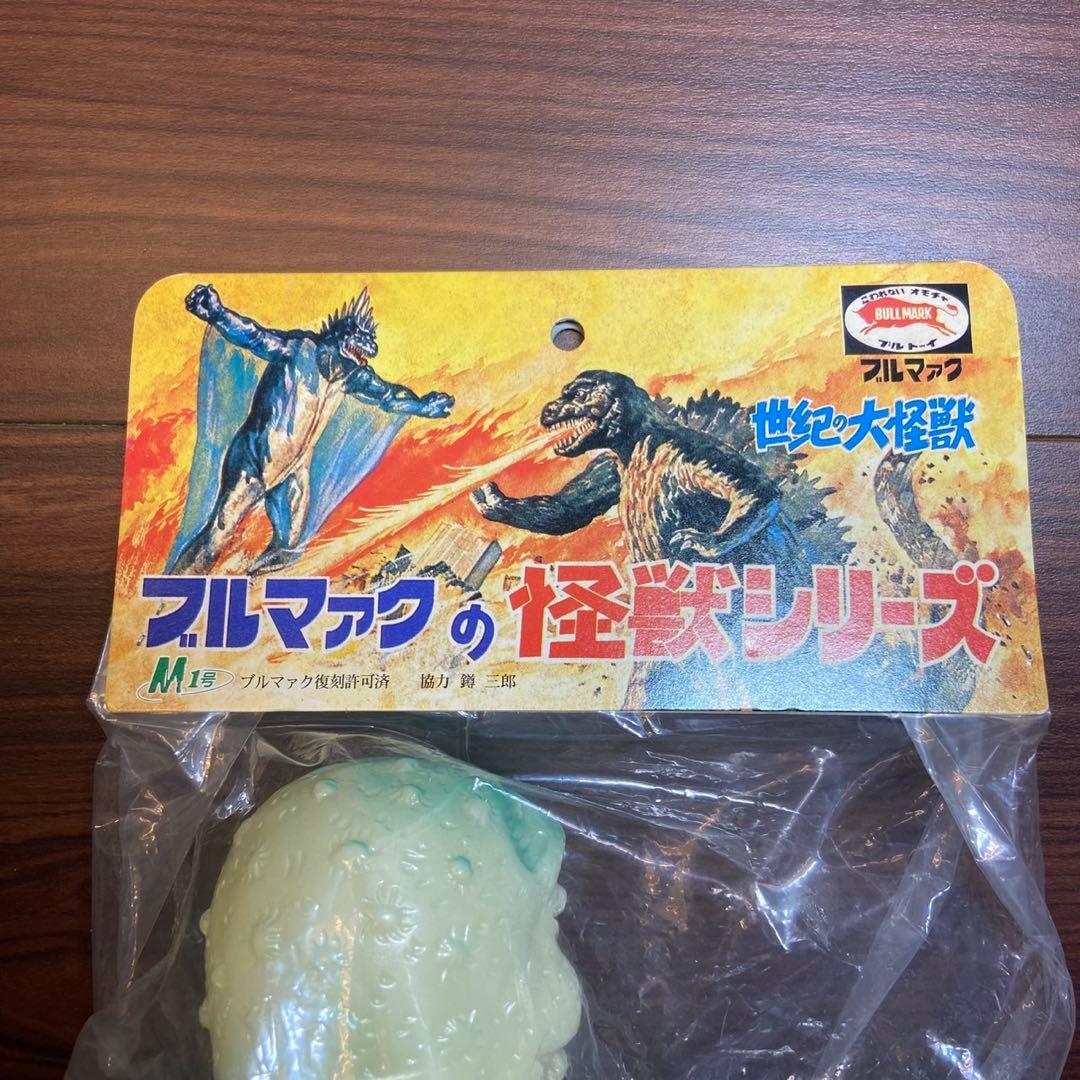 こわれない オモチャ
BULLMARK
ブルトーイ
ブルマァク
世紀の大怪獣
ブルマァクの怪獣シリーズ
M1号 ブルマァク復刻許可済 協力 鐏 三郎